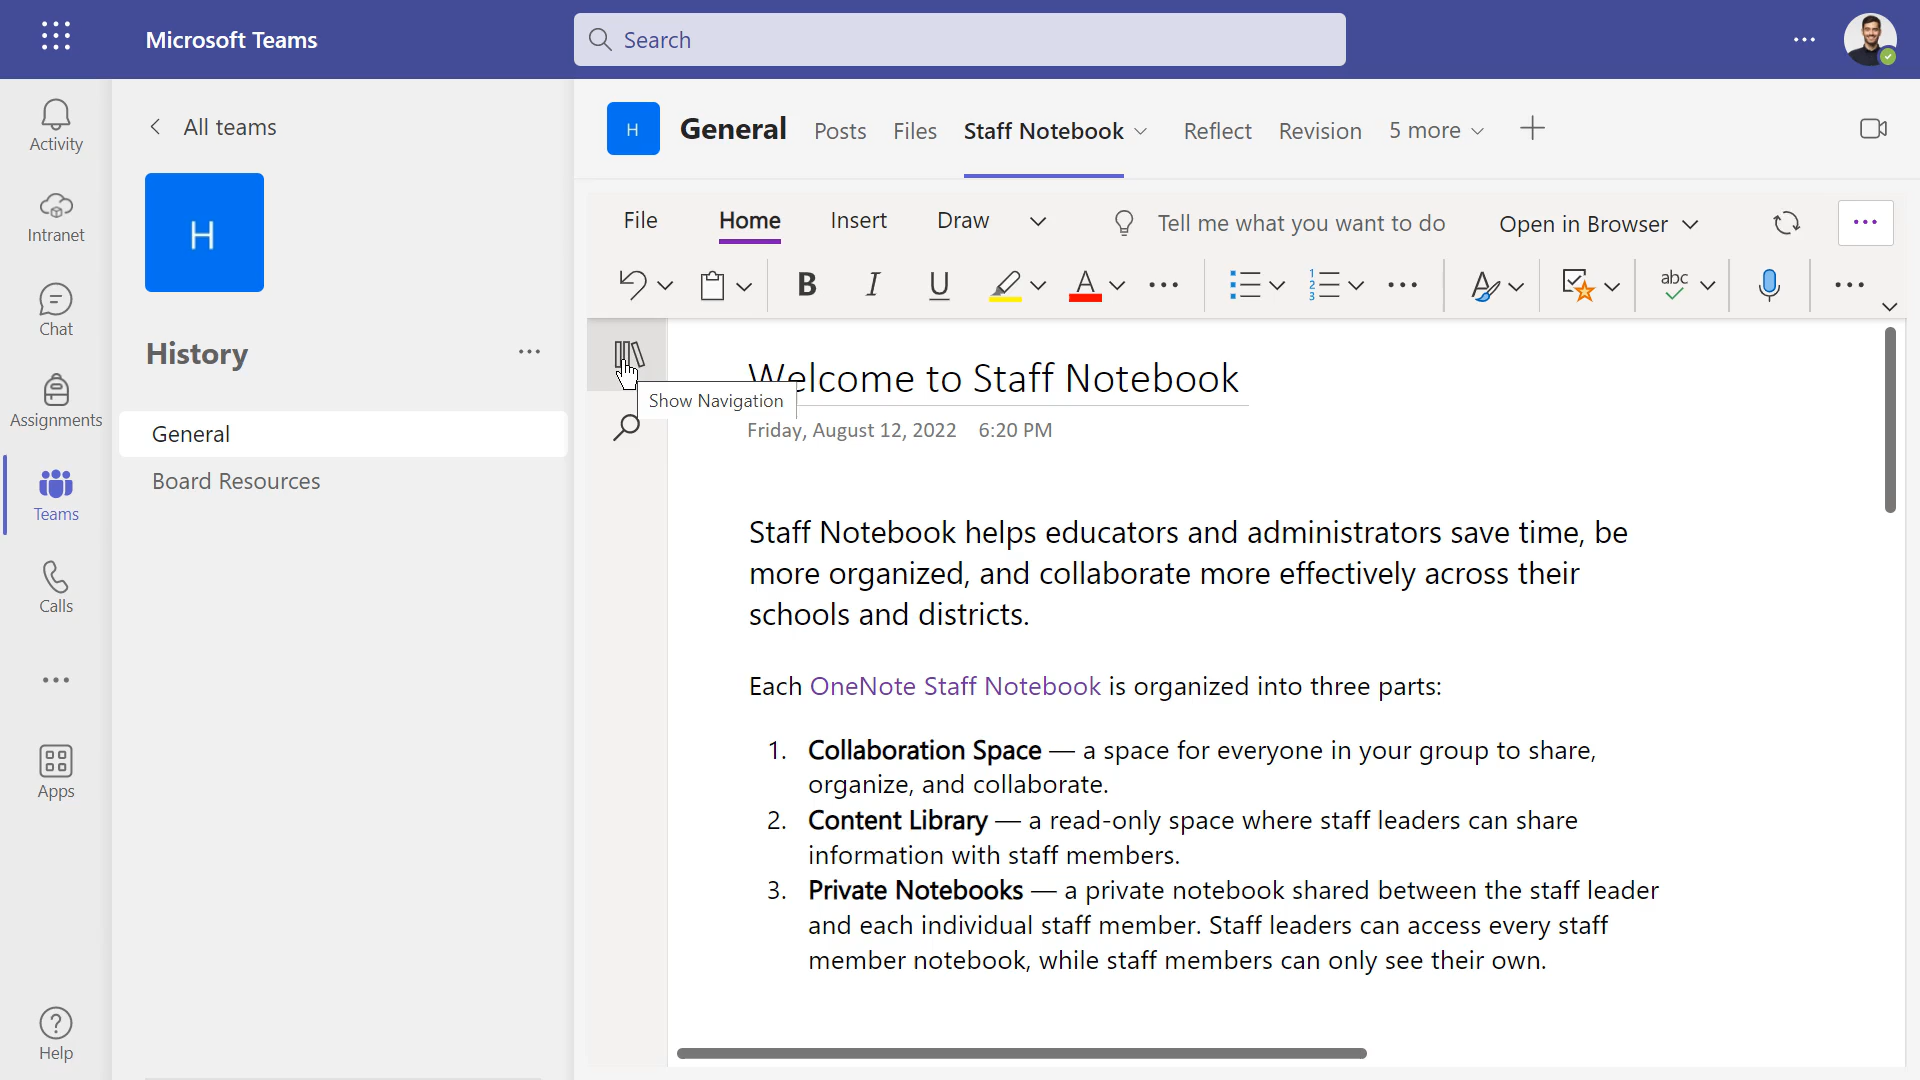 Microsoft Teams
Search
Activity
Intranet
Chat
Assignments
Teams
Calls
Apps
Help
All teams
H
History
General
Board Resources
H
General Posts Files Staff Notebook Reflect Revision 5 more
File Home Insert Draw Tell me what you want to do Open in Browser
B I U A 1 2 3 abc
Show Navigation
Welcome to Staff Notebook
Friday, August 12, 2022 6:20 PM
Staff Notebook helps educators and administrators save time, be
more organized, and collaborate more effectively across their
schools and districts.
Each OneNote Staff Notebook is organized into three parts:
1. Collaboration Space — a space for everyone in your group to share,
organize, and collaborate.
2. Content Library — a read-only space where staff leaders can share
information with staff members.
3. Private Notebooks — a private notebook shared between the staff leader
and each individual staff member. Staff leaders can access every staff
member notebook, while staff members can only see their own.